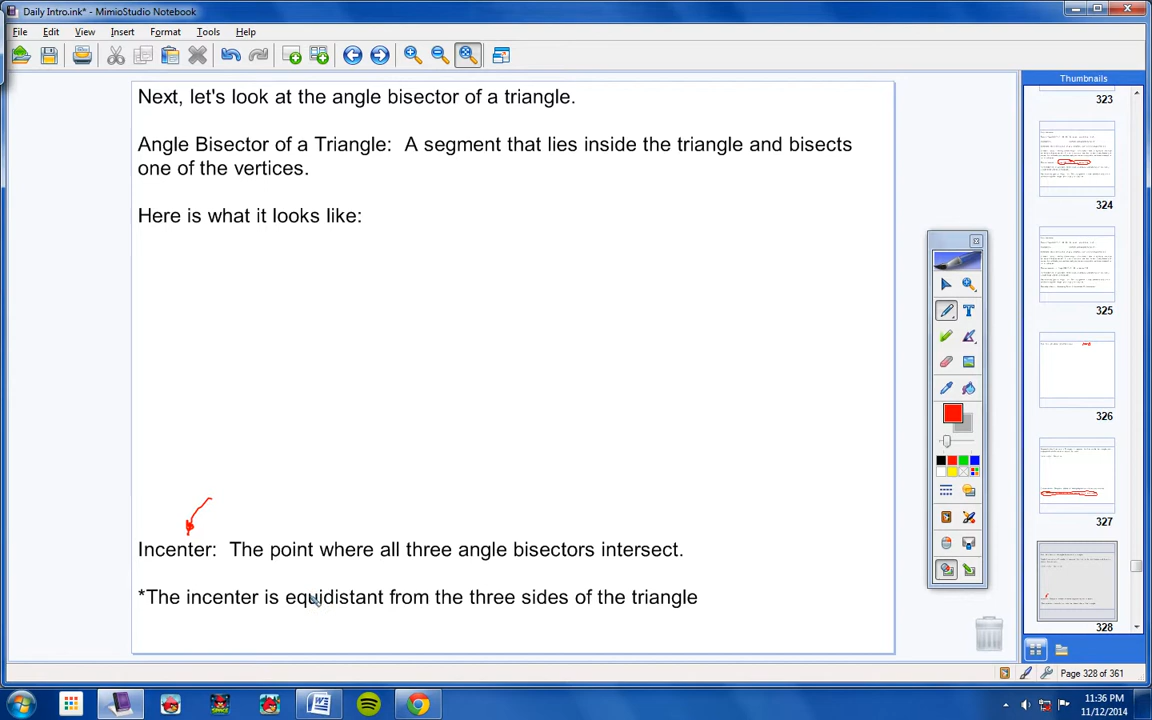 Daily Intro.ink* - MimioStudio Notebook
File Edit View Insert Format Tools Help
Next, let's look at the angle bisector of a triangle.
Angle Bisector of a Triangle: A segment that lies inside the triangle and bisects
one of the vertices.
Here is what it looks like:
Incenter: The point where all three angle bisectors intersect.
*The incenter is equidistant from the three sides of the triangle
Thumbnails
323
324
325
326
327
328
Page 328 of 361
11:36 PM
11/12/2014